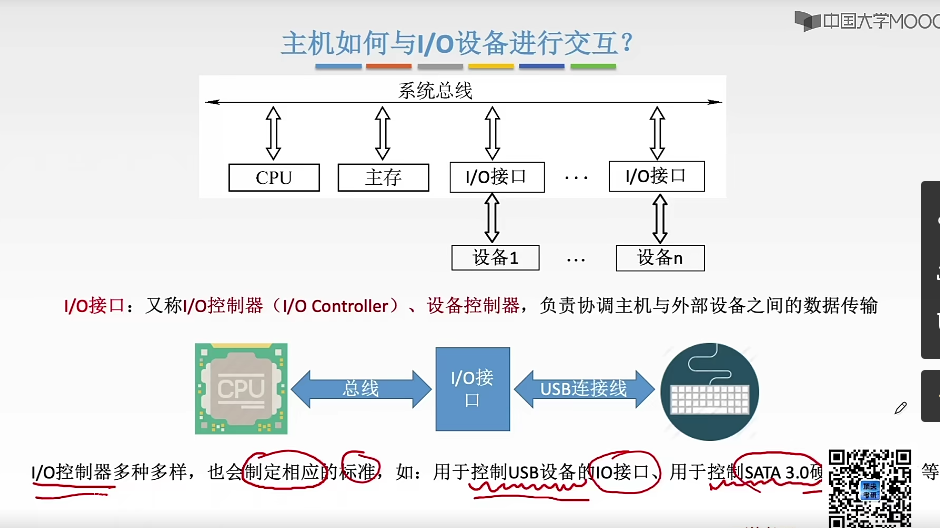 中国大学MOOC
主机如何与I/O设备进行交互？
系统总线
CPU 主存 I/O接口 ··· I/O接口
设备1 ··· 设备n
I/O接口：又称I/O控制器（I/O Controller）、设备控制器，负责协调主机与外部设备之间的数据传输
CPU 总线 I/O接
口 USB连接线
I/O控制器多种多样，也会制定相应的标准，如：用于控制USB设备的IO接口、用于控制SATA 3.0硬 等